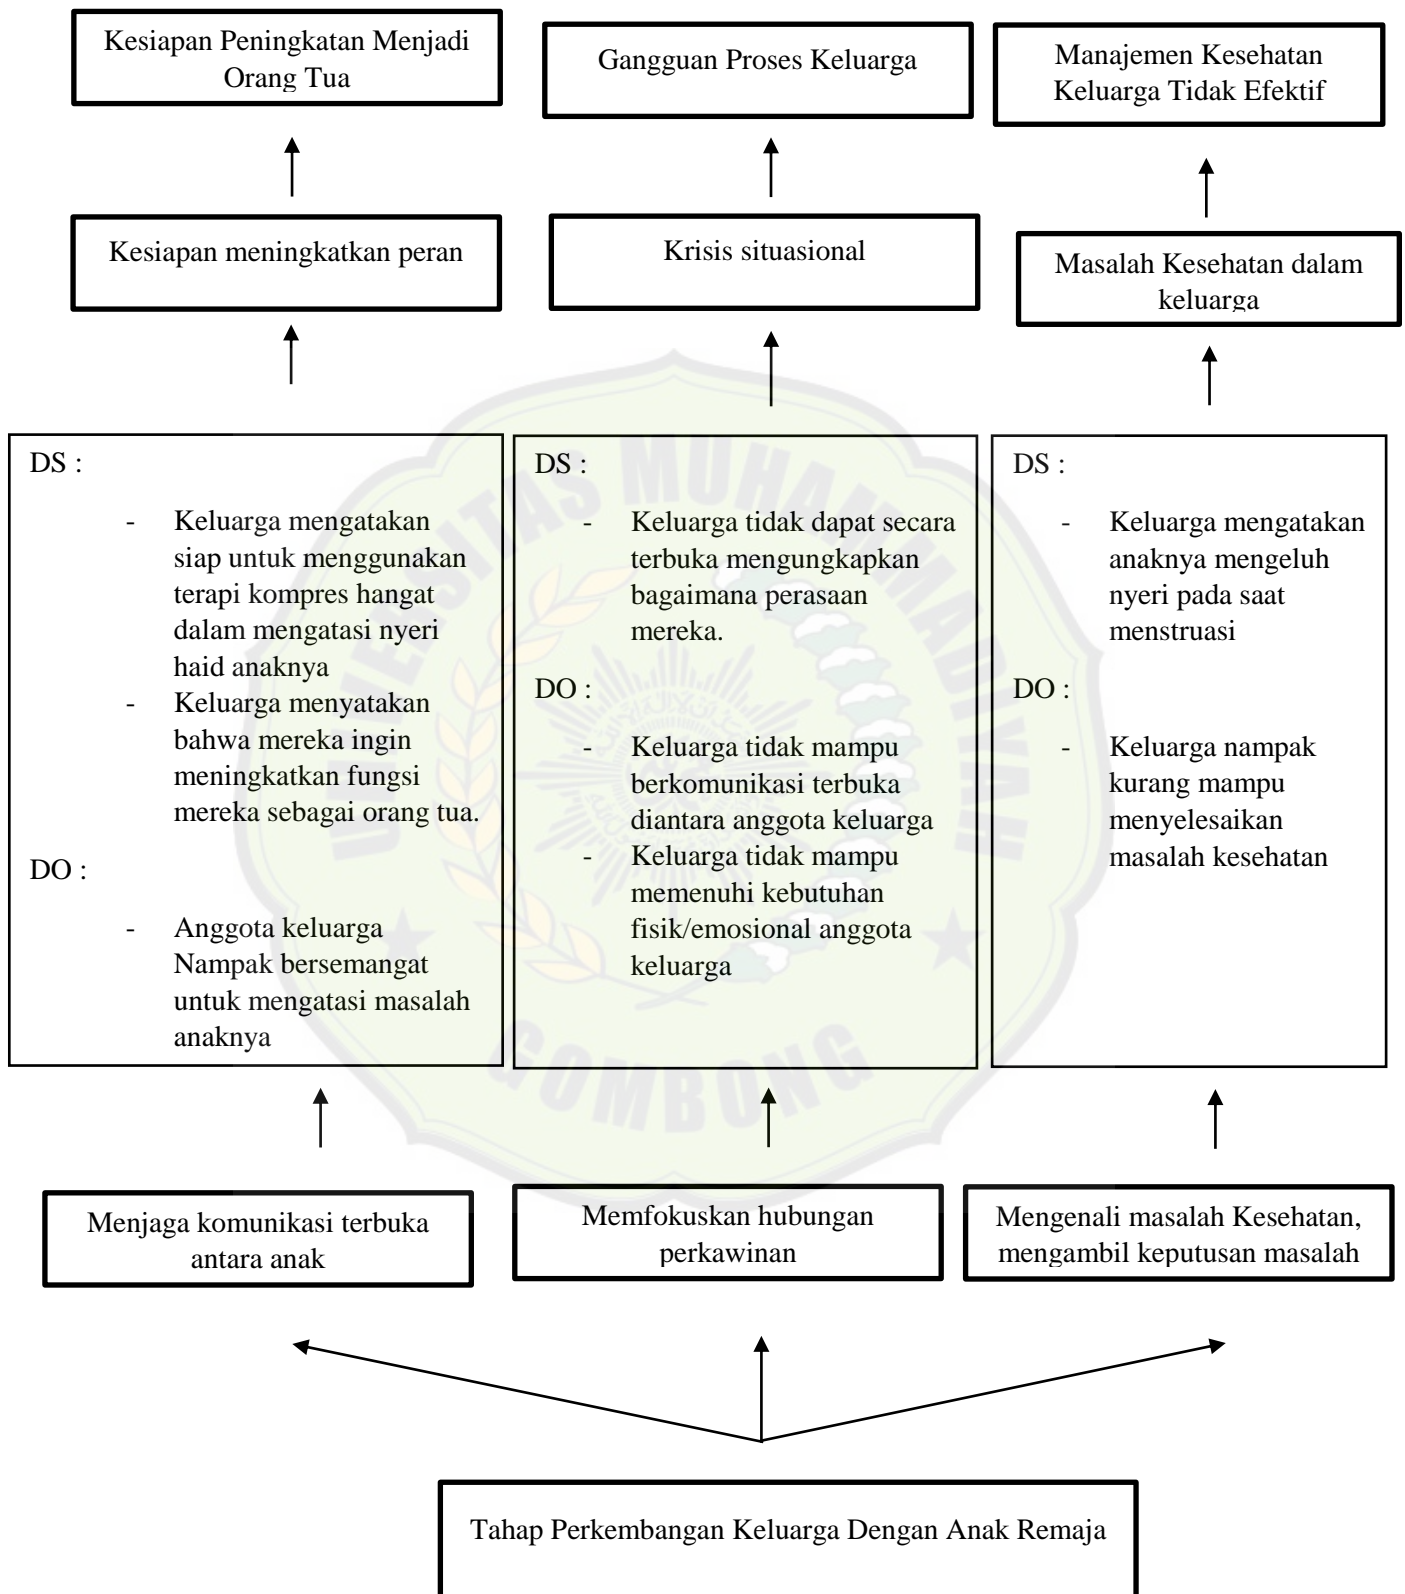 Kesiapan Peningkatan Menjadi
Orang Tua
Gangguan Proses Keluarga
Manajemen Kesehatan
Keluarga Tidak Efektif
Kesiapan meningkatkan peran
Krisis situasional
Masalah Kesehatan dalam
keluarga
DS :
- Keluarga mengatakan
siap untuk menggunakan
terapi kompres hangat
dalam mengatasi nyeri
haid anaknya
- Keluarga menyatakan
bahwa mereka ingin
meningkatkan fungsi
mereka sebagai orang tua.
DO :
- Anggota keluarga
Nampak bersemangat
untuk mengatasi masalah
anaknya
DS :
- Keluarga tidak dapat secara
terbuka mengungkapkan
bagaimana perasaan
mereka.
DO :
- Keluarga tidak mampu
berkomunikasi terbuka
diantara anggota keluarga
- Keluarga tidak mampu
memenuhi kebutuhan
fisik/emosional anggota
keluarga
DS :
- Keluarga mengatakan
anaknya mengeluh
nyeri pada saat
menstruasi
DO :
- Keluarga nampak
kurang mampu
menyelesaikan
masalah kesehatan
Menjaga komunikasi terbuka
antara anak
Memfokuskan hubungan
perkawinan
Mengenali masalah Kesehatan,
mengambil keputusan masalah
Tahap Perkembangan Keluarga Dengan Anak Remaja
UNIVERSITAS MUHAMMADIYAH
GOMBONG